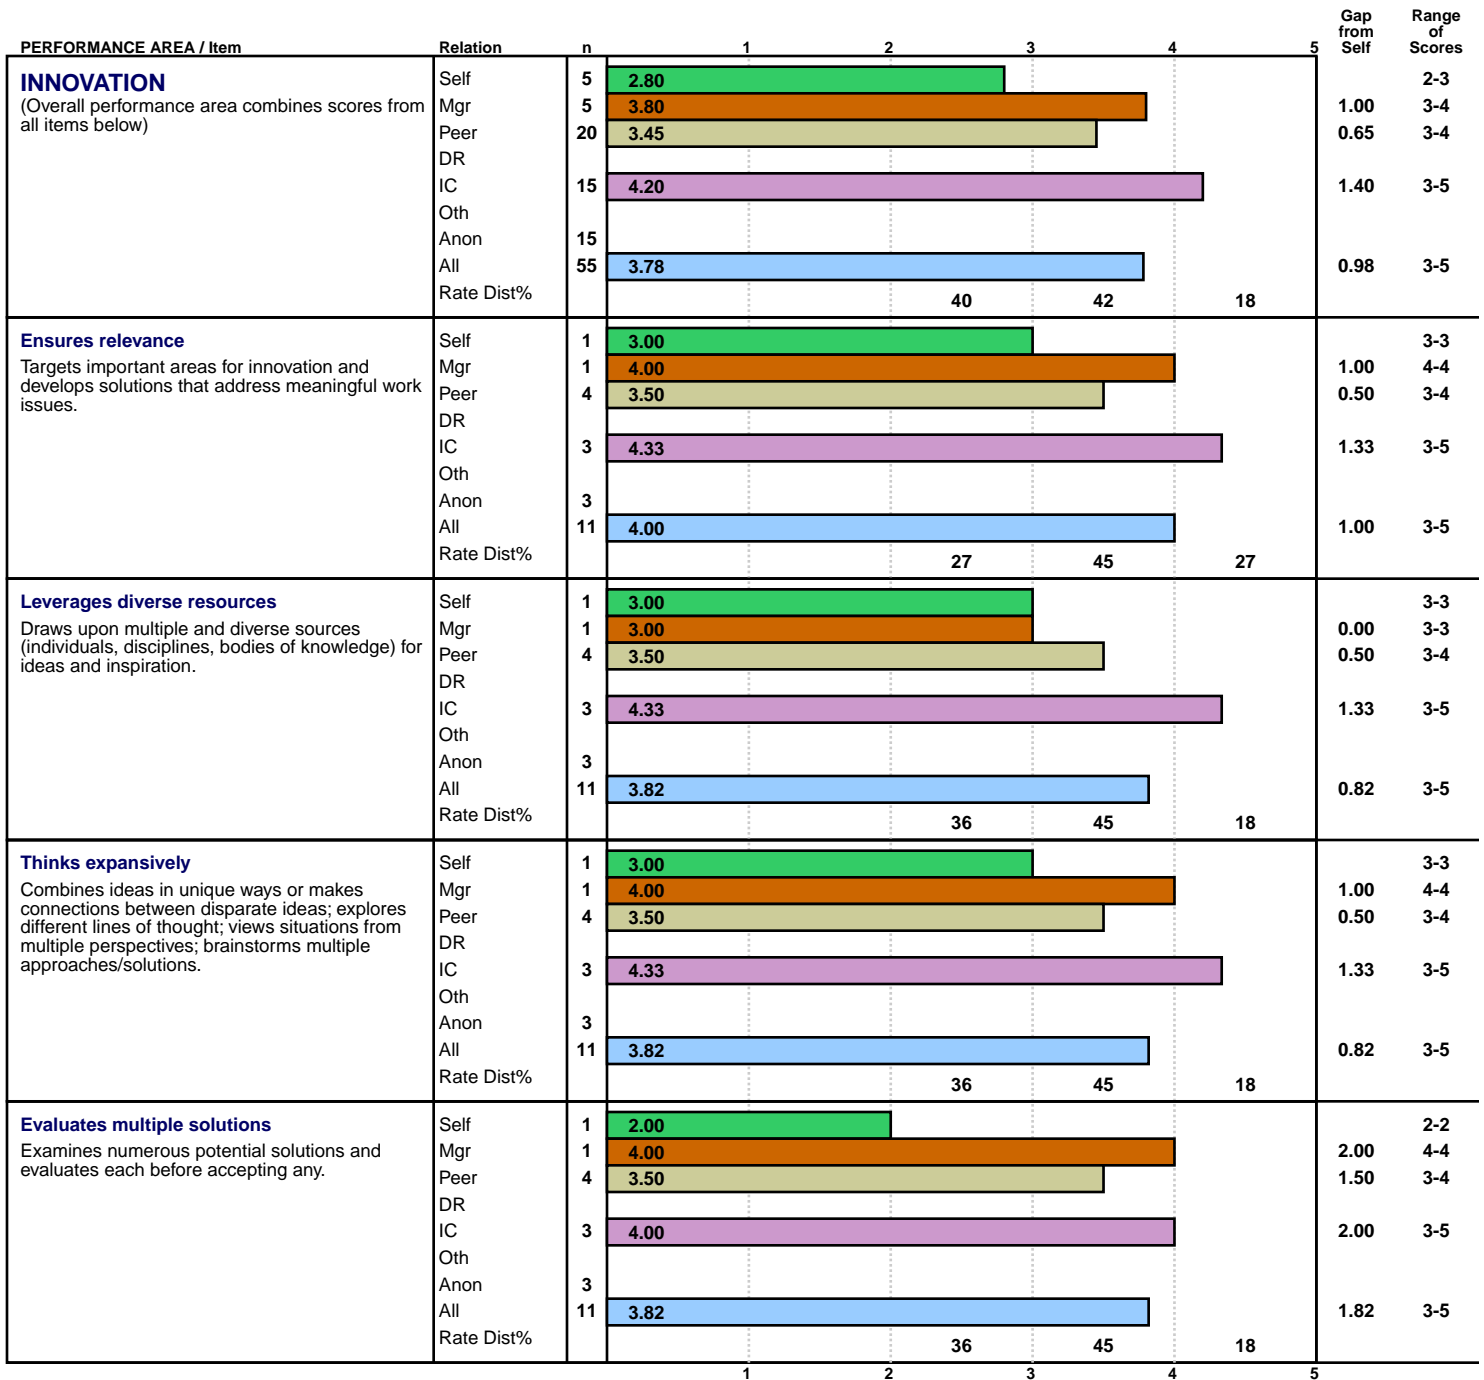 Gap from Self
Range of Scores
PERFORMANCE AREA / Item Relation n 1 2 3 4 5
INNOVATION
(Overall performance area combines scores from
all items below)
Self 5 2.80 2-3
Mgr 5 3.80 1.00 3-4
Peer 20 3.45 0.65 3-4
DR
IC 15 4.20 1.40 3-5
Oth
Anon 15
All 55 3.78 0.98 3-5
Rate Dist% 40 42 18
Ensures relevance
Targets important areas for innovation and
develops solutions that address meaningful work
issues.
Self 1 3.00 3-3
Mgr 1 4.00 1.00 4-4
Peer 4 3.50 0.50 3-4
DR
IC 3 4.33 1.33 3-5
Oth
Anon 3
All 11 4.00 1.00 3-5
Rate Dist% 27 45 27
Leverages diverse resources
Draws upon multiple and diverse sources
(individuals, disciplines, bodies of knowledge) for
ideas and inspiration.
Self 1 3.00 3-3
Mgr 1 3.00 0.00 3-3
Peer 4 3.50 0.50 3-4
DR
IC 3 4.33 1.33 3-5
Oth
Anon 3
All 11 3.82 0.82 3-5
Rate Dist% 36 45 18
Thinks expansively
Combines ideas in unique ways or makes
connections between disparate ideas; explores
different lines of thought; views situations from
multiple perspectives; brainstorms multiple
approaches/solutions.
Self 1 3.00 3-3
Mgr 1 4.00 1.00 4-4
Peer 4 3.50 0.50 3-4
DR
IC 3 4.33 1.33 3-5
Oth
Anon 3
All 11 3.82 0.82 3-5
Rate Dist% 36 45 18
Evaluates multiple solutions
Examines numerous potential solutions and
evaluates each before accepting any.
Self 1 2.00 2-2
Mgr 1 4.00 2.00 4-4
Peer 4 3.50 1.50 3-4
DR
IC 3 4.00 2.00 3-5
Oth
Anon 3
All 11 3.82 1.82 3-5
Rate Dist% 36 45 18
1 2 3 4 5